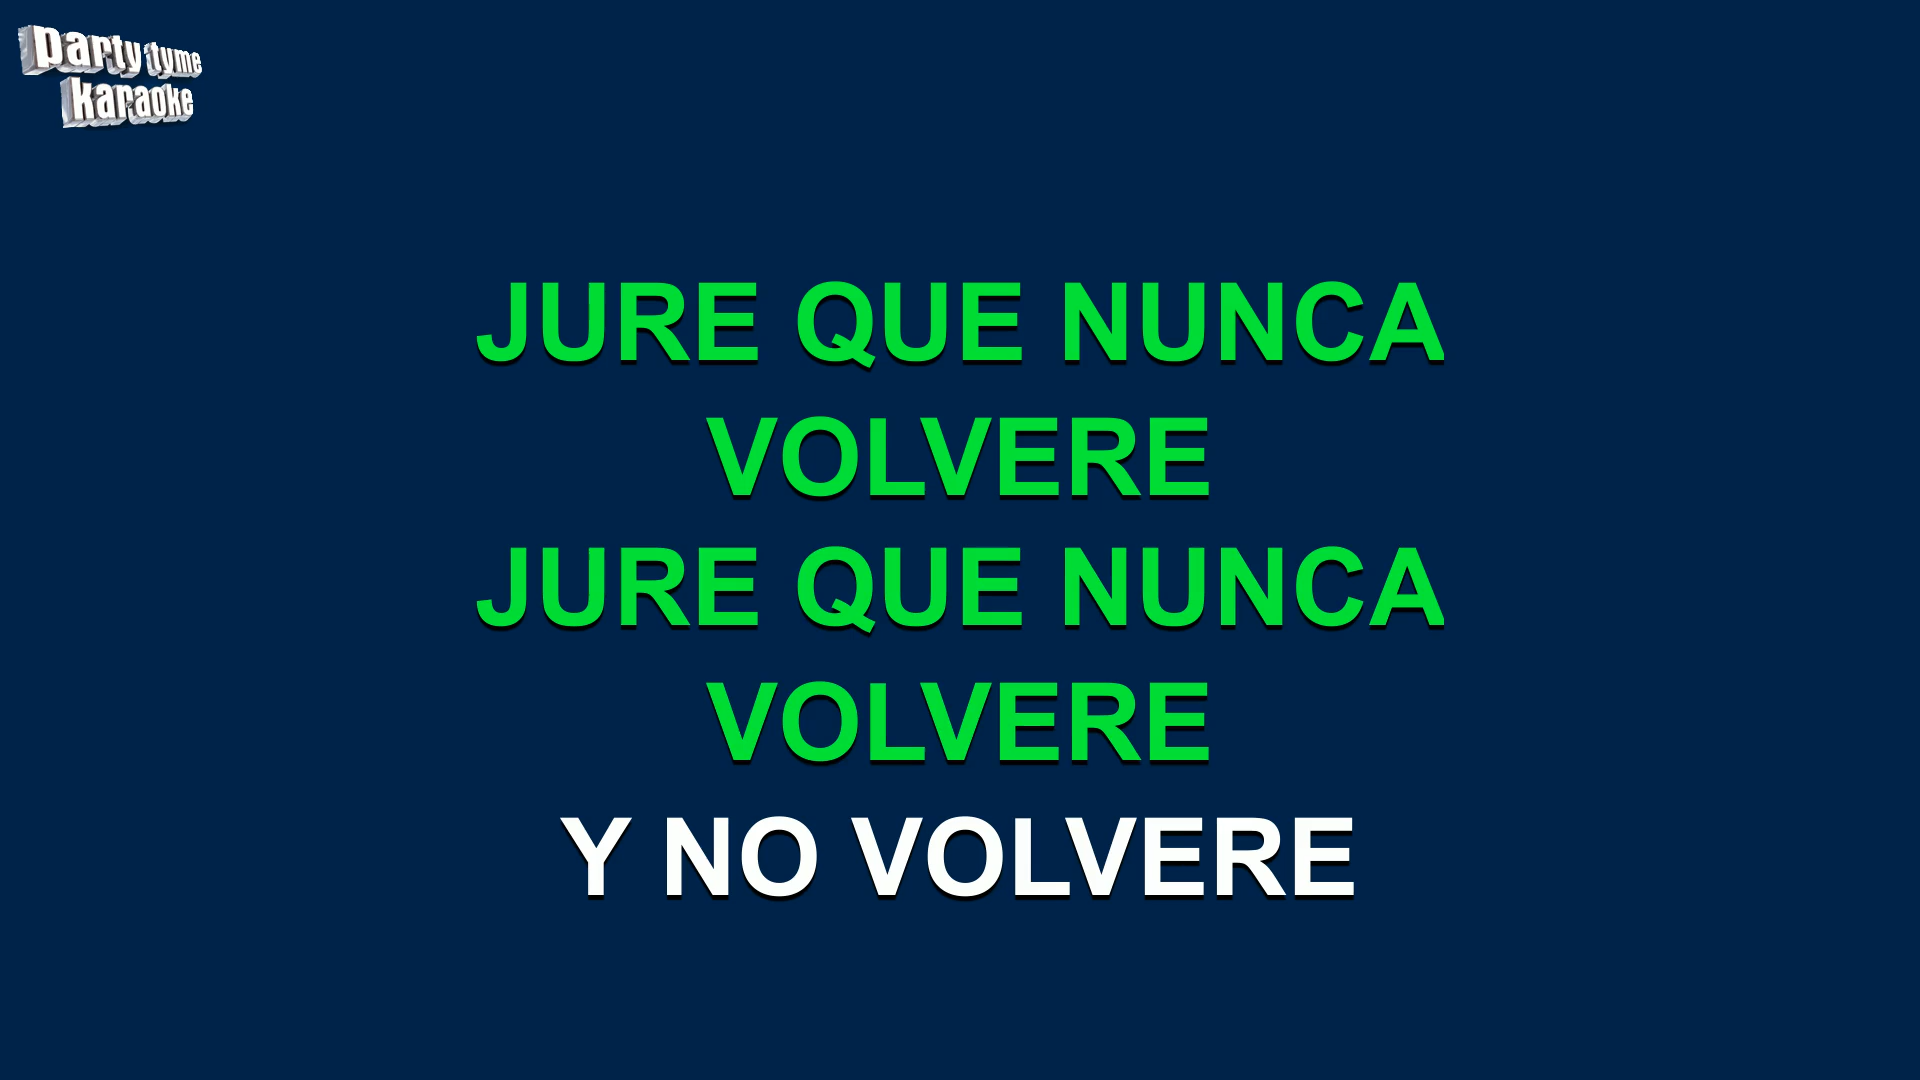 party tyme
karaoke
JURE QUE NUNCA
VOLVERE
JURE QUE NUNCA
VOLVERE
Y NO VOLVERE